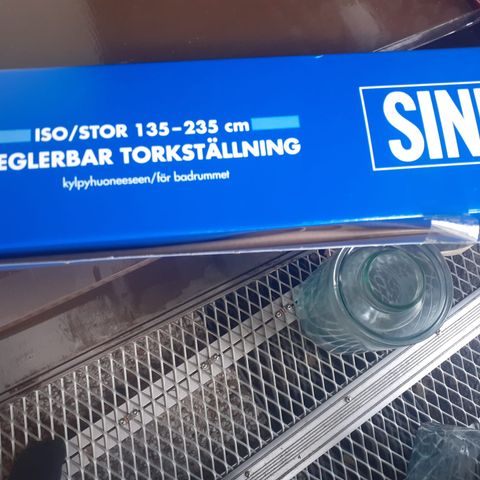 ISO/STOR 135-235 cm
EGLERBAR TORKSTÄLLNING
kylpyhuoneeseen/för badrummet
SIN